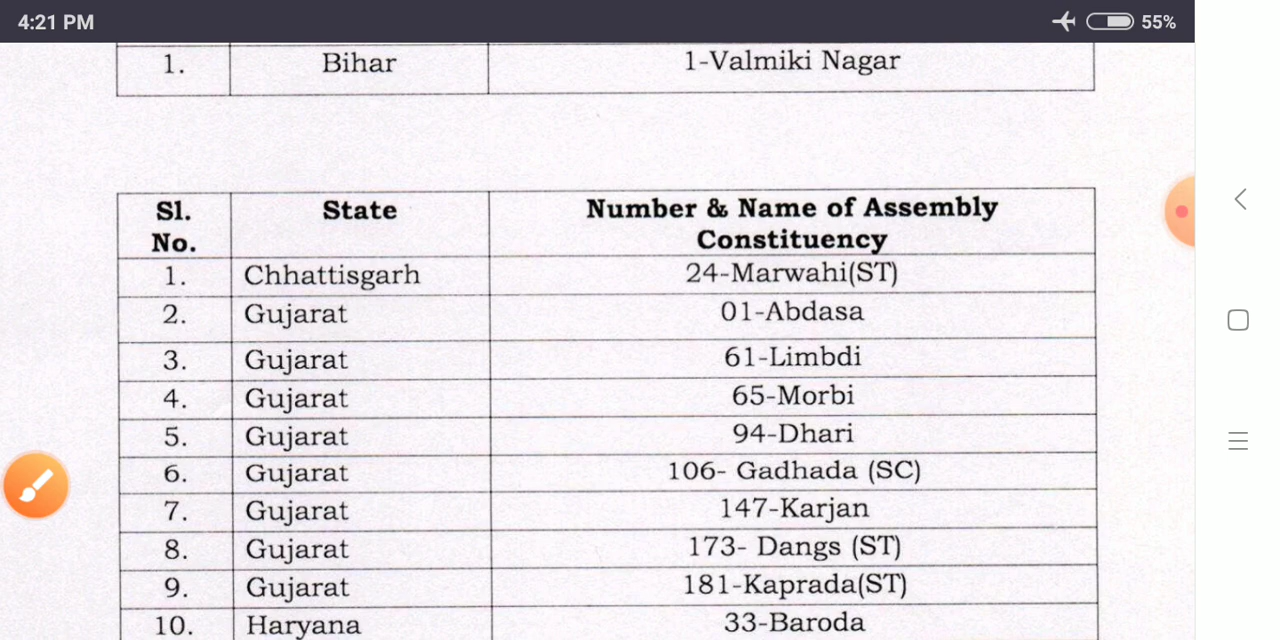 4:21 PM 55%
1. Bihar 1-Valmiki Nagar
Sl. No. State Number & Name of Assembly Constituency
1. Chhattisgarh 24-Marwahi(ST)
2. Gujarat 01-Abdasa
3. Gujarat 61-Limbdi
4. Gujarat 65-Morbi
5. Gujarat 94-Dhari
6. Gujarat 106- Gadhada (SC)
7. Gujarat 147-Karjan
8. Gujarat 173- Dangs (ST)
9. Gujarat 181-Kaprada(ST)
10. Haryana 33-Baroda